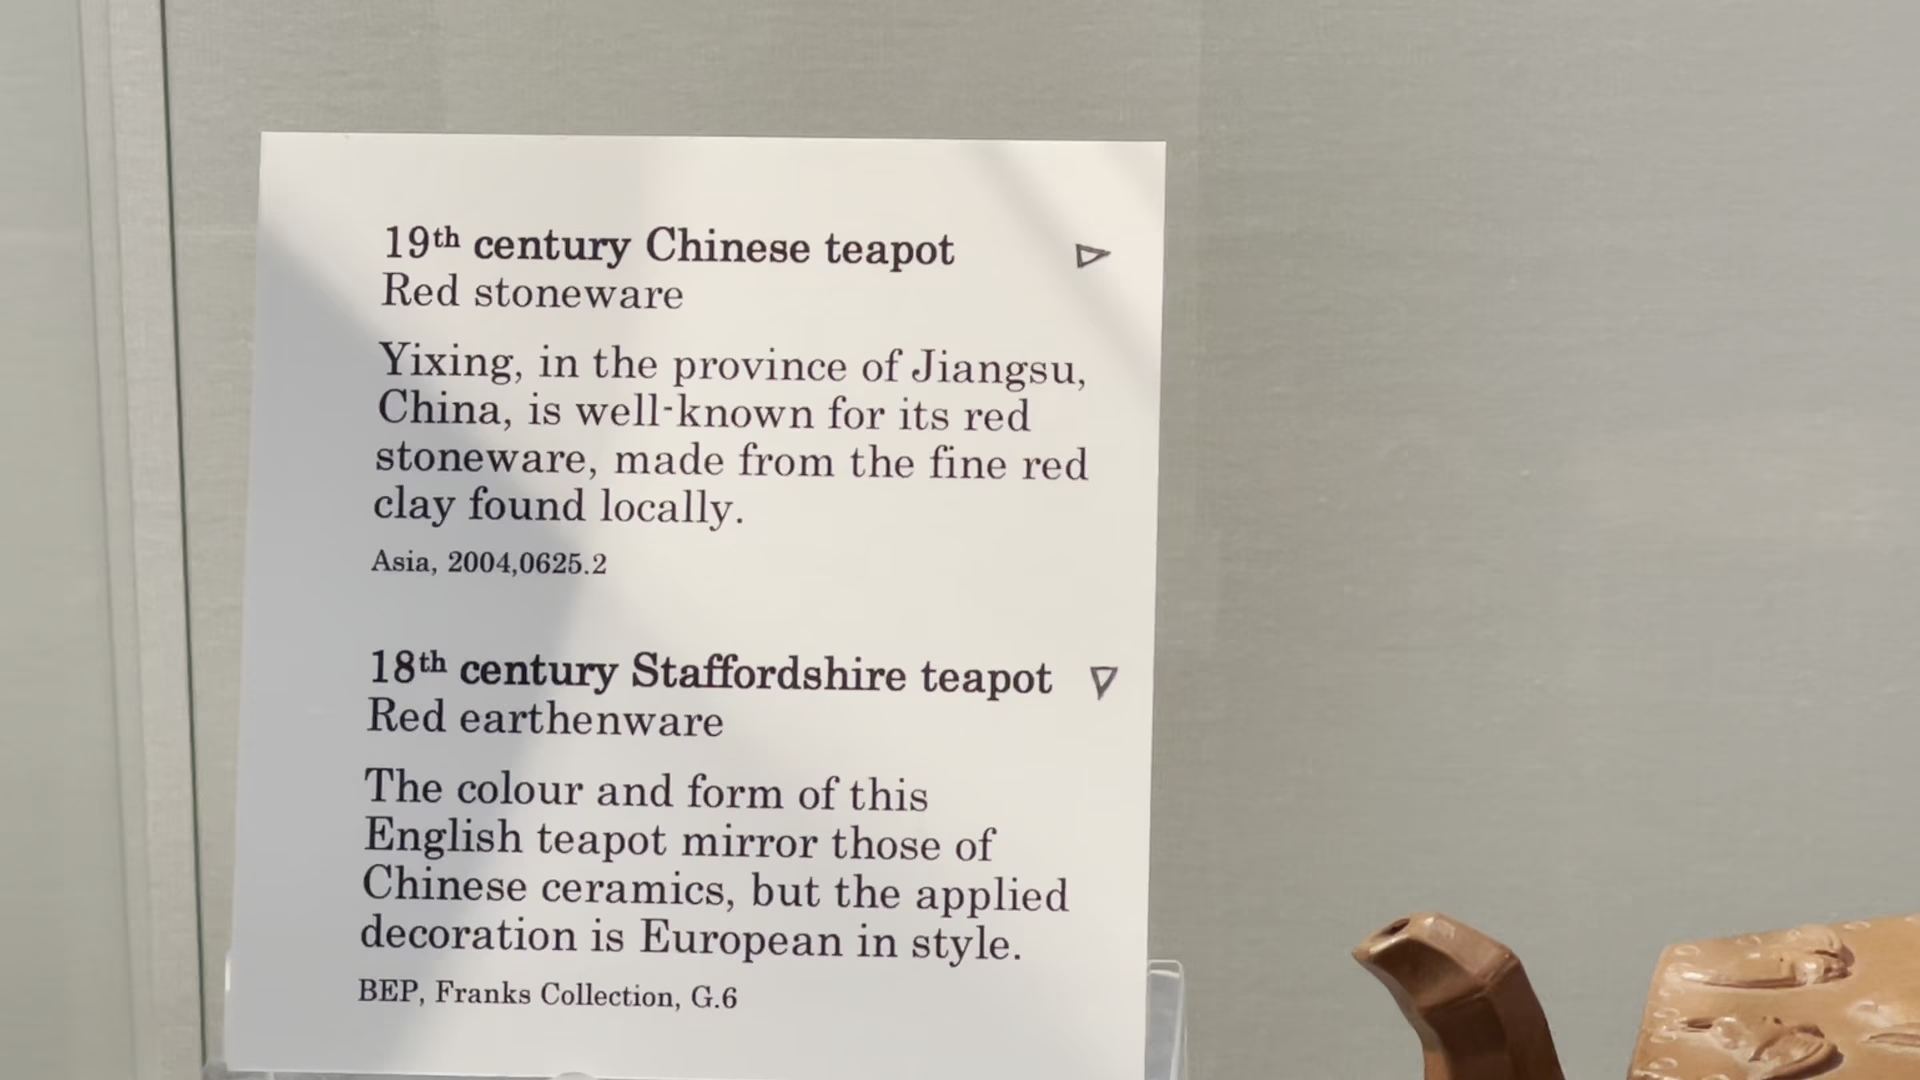 19th century Chinese teapot
Red stoneware
Yixing, in the province of Jiangsu,
China, is well-known for its red
stoneware, made from the fine red
clay found locally.
Asia, 2004,0625.2
18th century Staffordshire teapot
Red earthenware
The colour and form of this
English teapot mirror those of
Chinese ceramics, but the applied
decoration is European in style.
BEP, Franks Collection, G.6